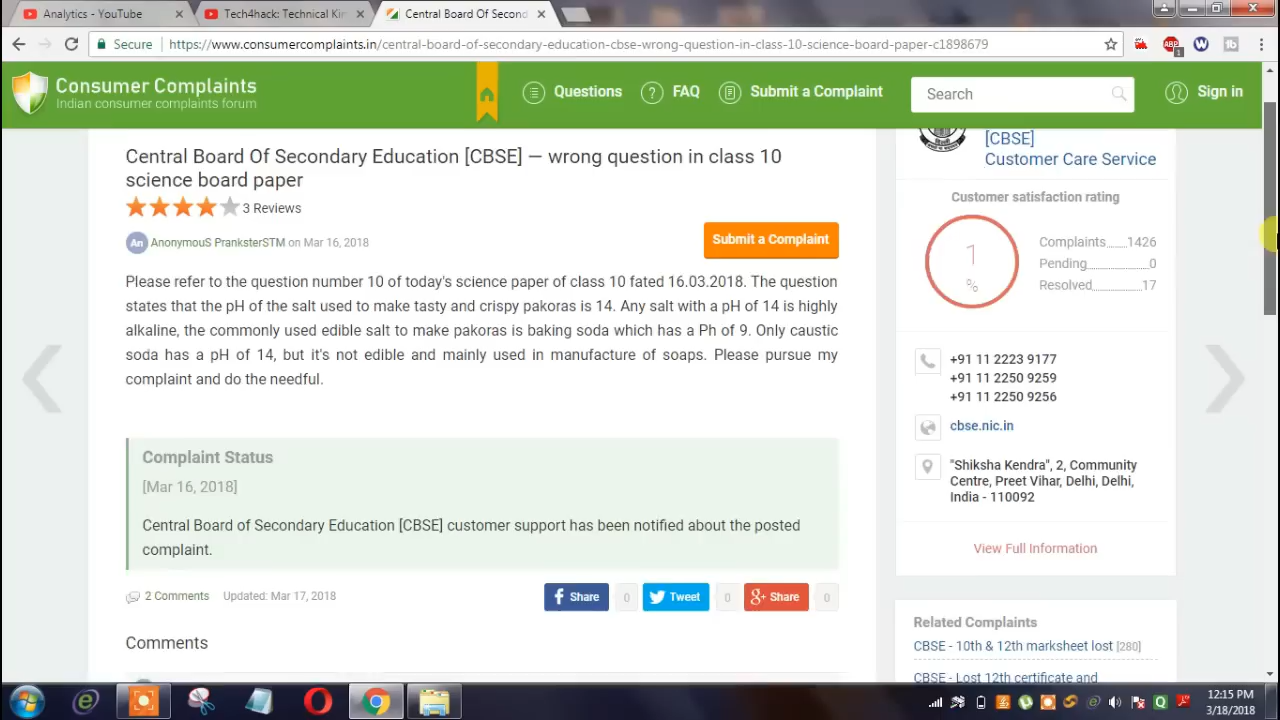 Analytics - YouTube
Tech4hack: Technical Kin
Central Board Of Second
Secure
https://www.consumercomplaints.in/central-board-of-secondary-education-cbse-wrong-question-in-class-10-science-board-paper-c1898679
ABP
1
W
Consumer Complaints
Indian consumer complaints forum
Questions
FAQ
Submit a Complaint
Search
Sign in
Central Board Of Secondary Education [CBSE] — wrong question in class 10
science board paper
3 Reviews
An AnonymouS PranksterSTM on Mar 16, 2018
Submit a Complaint
Please refer to the question number 10 of today's science paper of class 10 fated 16.03.2018. The question
states that the pH of the salt used to make tasty and crispy pakoras is 14. Any salt with a pH of 14 is highly
alkaline, the commonly used edible salt to make pakoras is baking soda which has a Ph of 9. Only caustic
soda has a pH of 14, but it's not edible and mainly used in manufacture of soaps. Please pursue my
complaint and do the needful.
Complaint Status
[Mar 16, 2018]
Central Board of Secondary Education [CBSE] customer support has been notified about the posted
complaint.
2 Comments Updated: Mar 17, 2018
Share 0 Tweet 0 Share 0
Comments
[CBSE]
Customer Care Service
Customer satisfaction rating
1
%
Complaints 1426
Pending 0
Resolved 17
+91 11 2223 9177
+91 11 2250 9259
+91 11 2250 9256
cbse.nic.in
"Shiksha Kendra", 2, Community
Centre, Preet Vihar, Delhi, Delhi,
India - 110092
View Full Information
Related Complaints
CBSE - 10th & 12th marksheet lost [280]
CBSE - Lost 12th certificate and
12:15 PM
3/18/2018